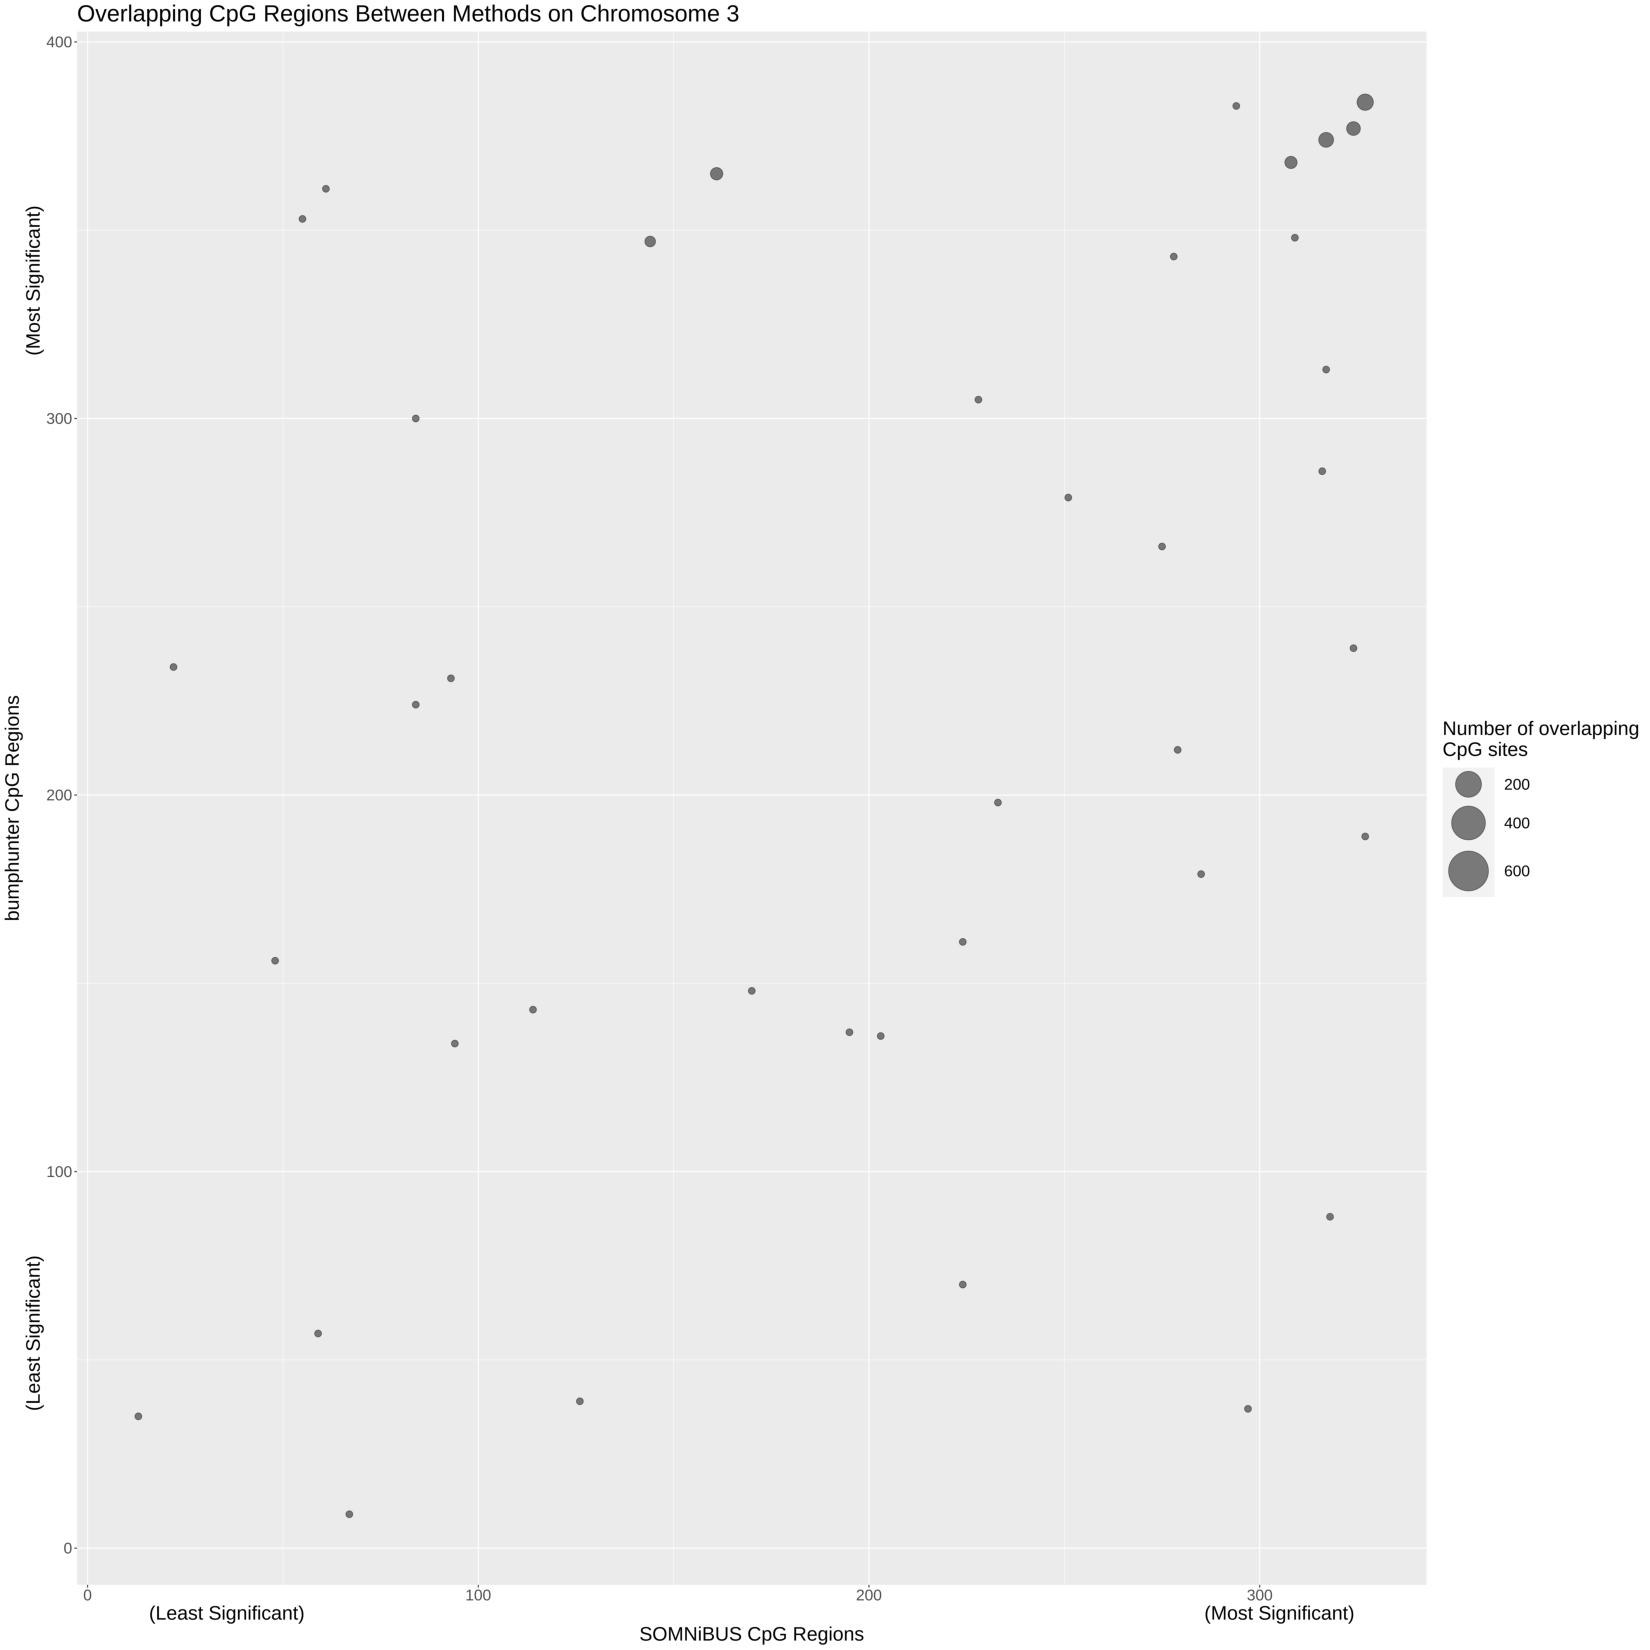 Overlapping CpG Regions Between Methods on Chromosome 3
400
300
200
100
0
(Most Significant)
bumphunter CpG Regions
(Least Significant)
0
100
200
300
(Least Significant)
(Most Significant)
SOMNiBUS CpG Regions
Number of overlapping
CpG sites
200
400
600